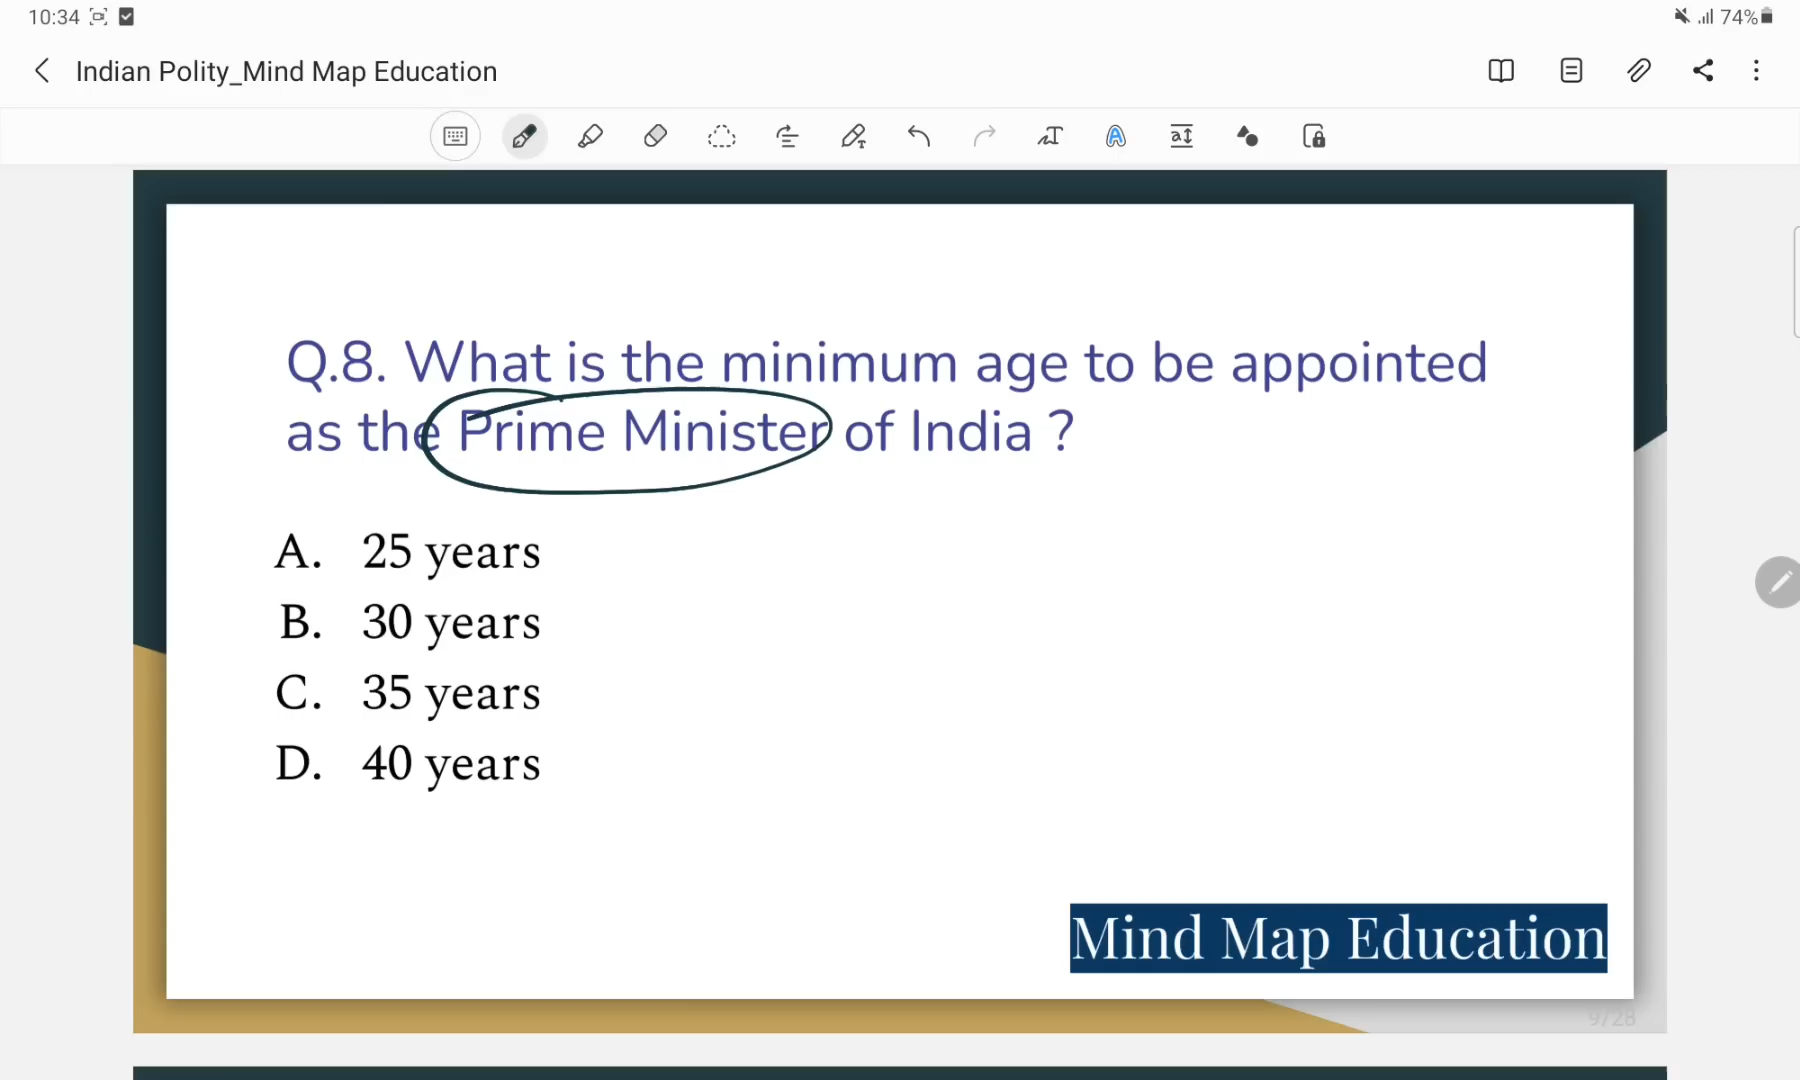 10:34
74%
Indian Polity_Mind Map Education
Q.8. What is the minimum age to be appointed
as the Prime Minister of India ?
A. 25 years
B. 30 years
C. 35 years
D. 40 years
Mind Map Education
9/28